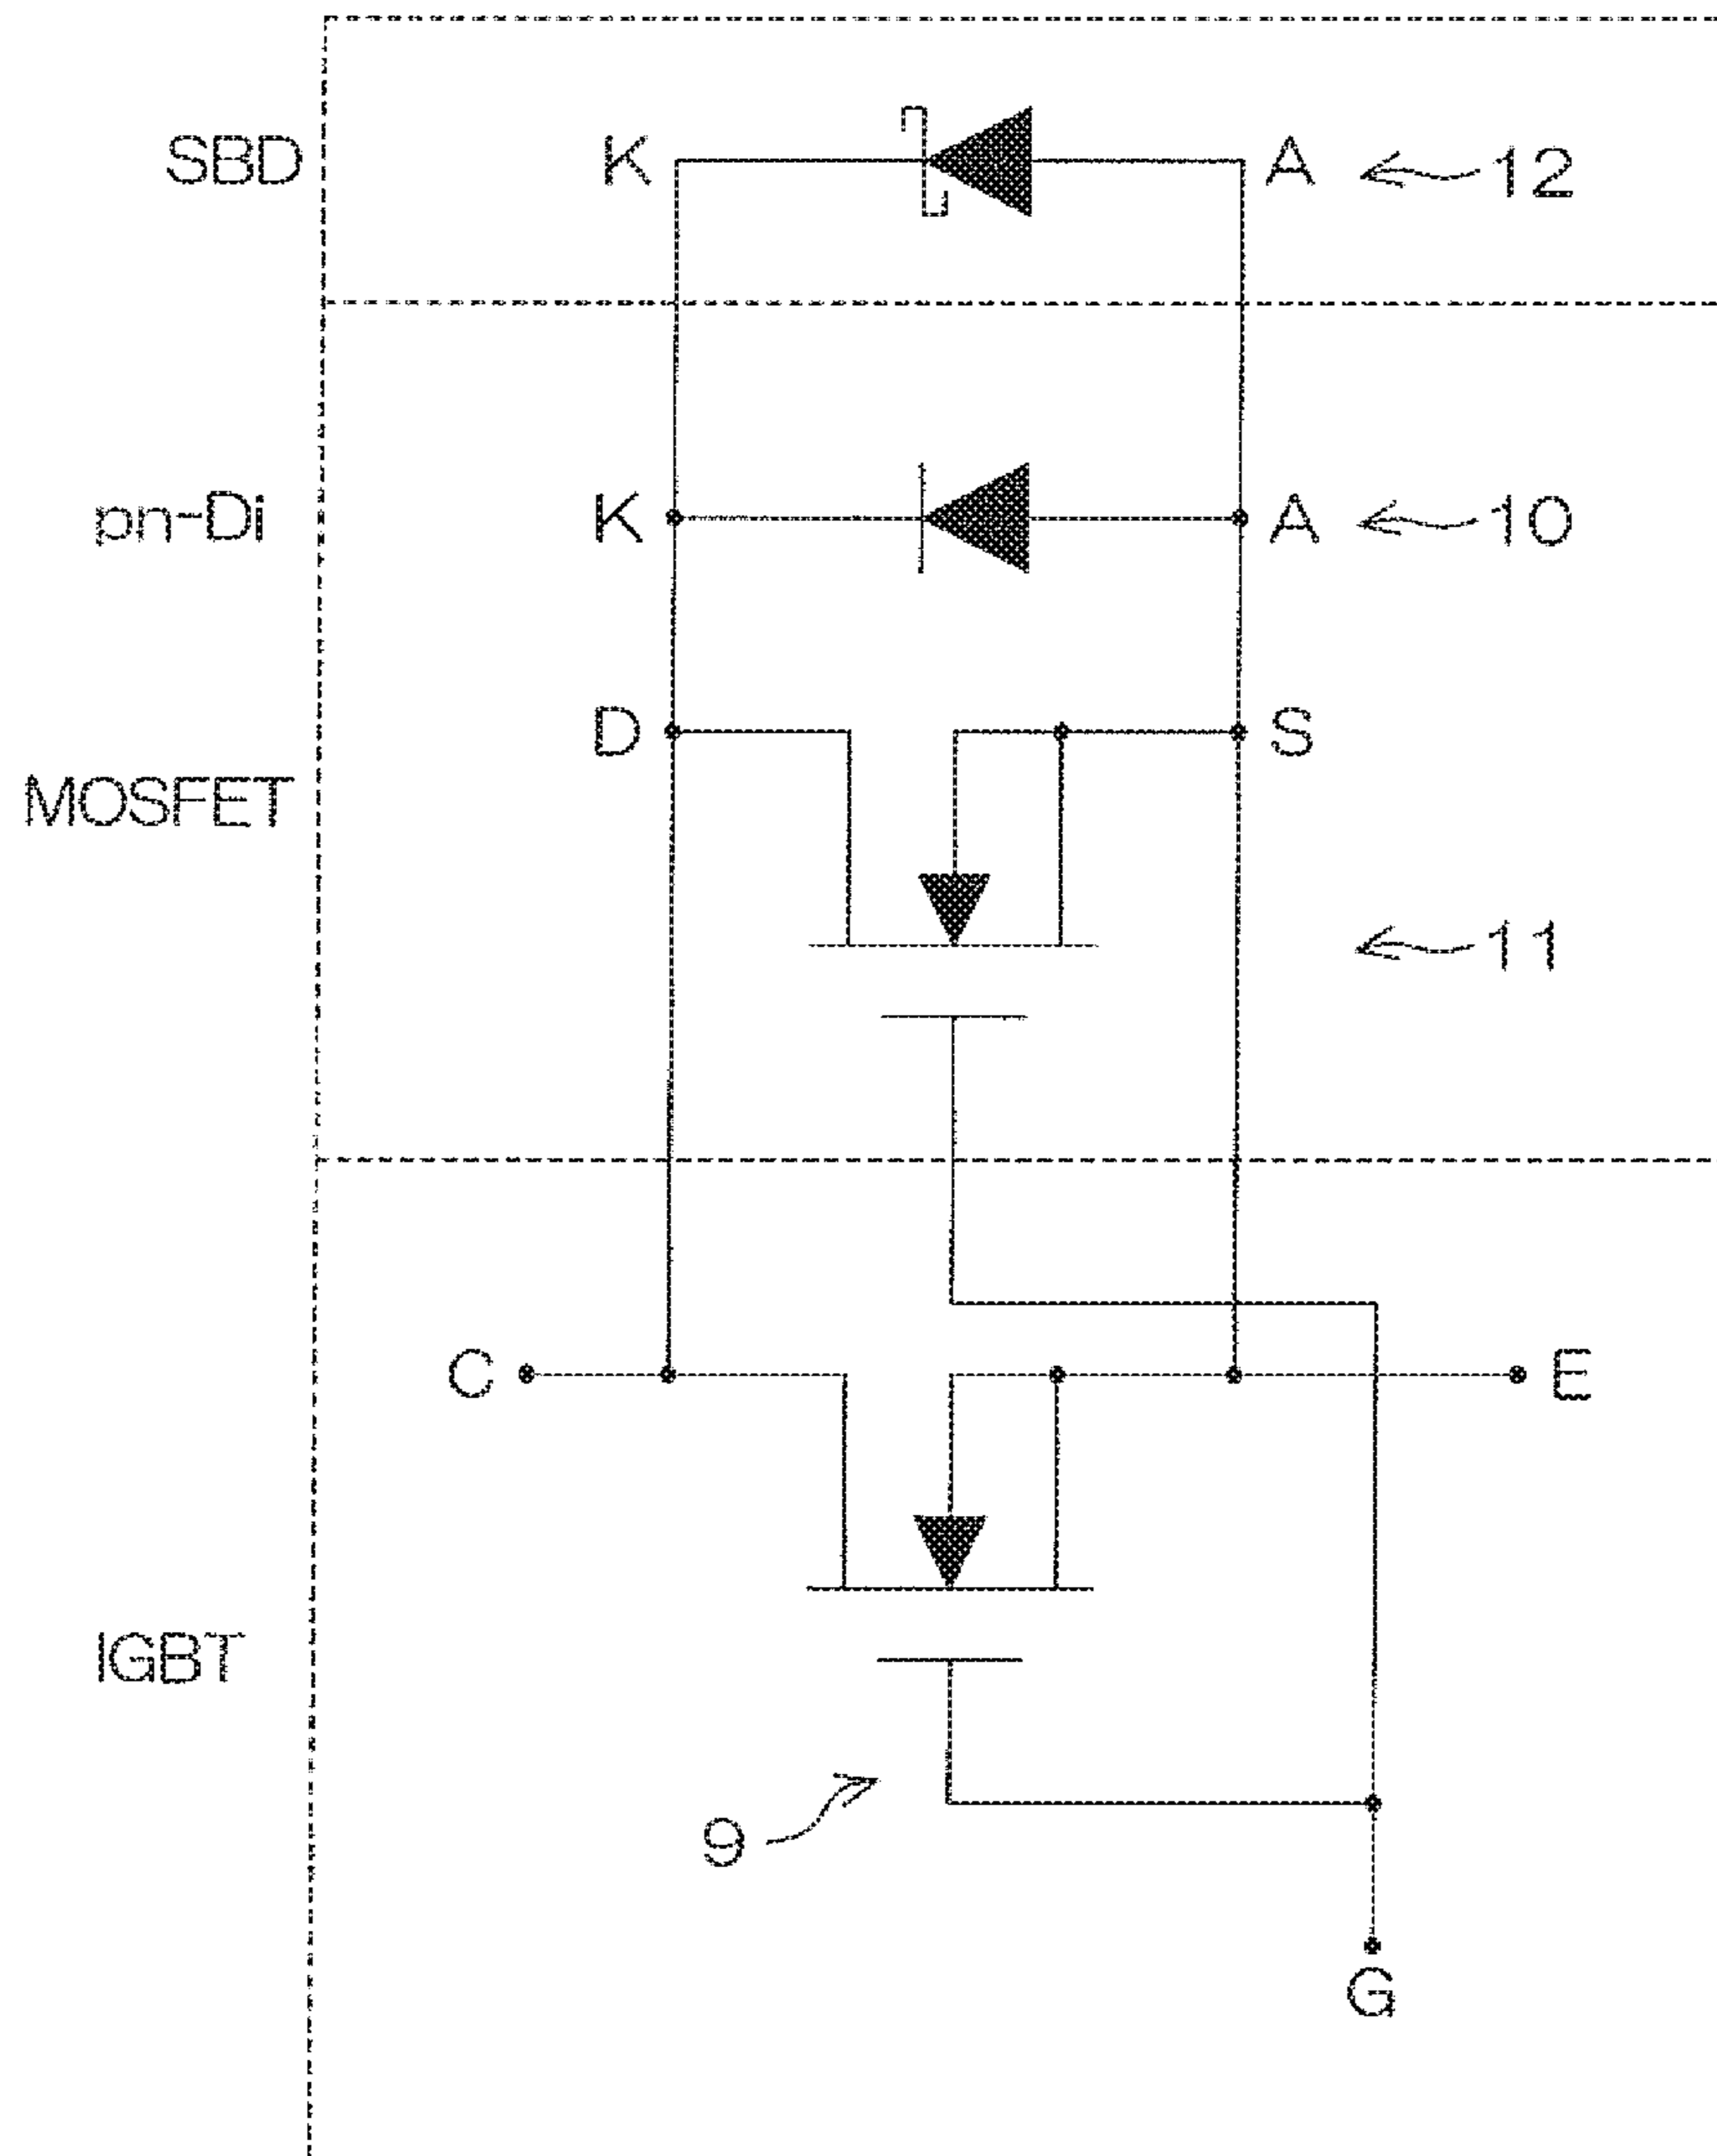 SBD K A 12
pn-Di K A 10
D S
MOSFET
11
C E
IGBT
9
G